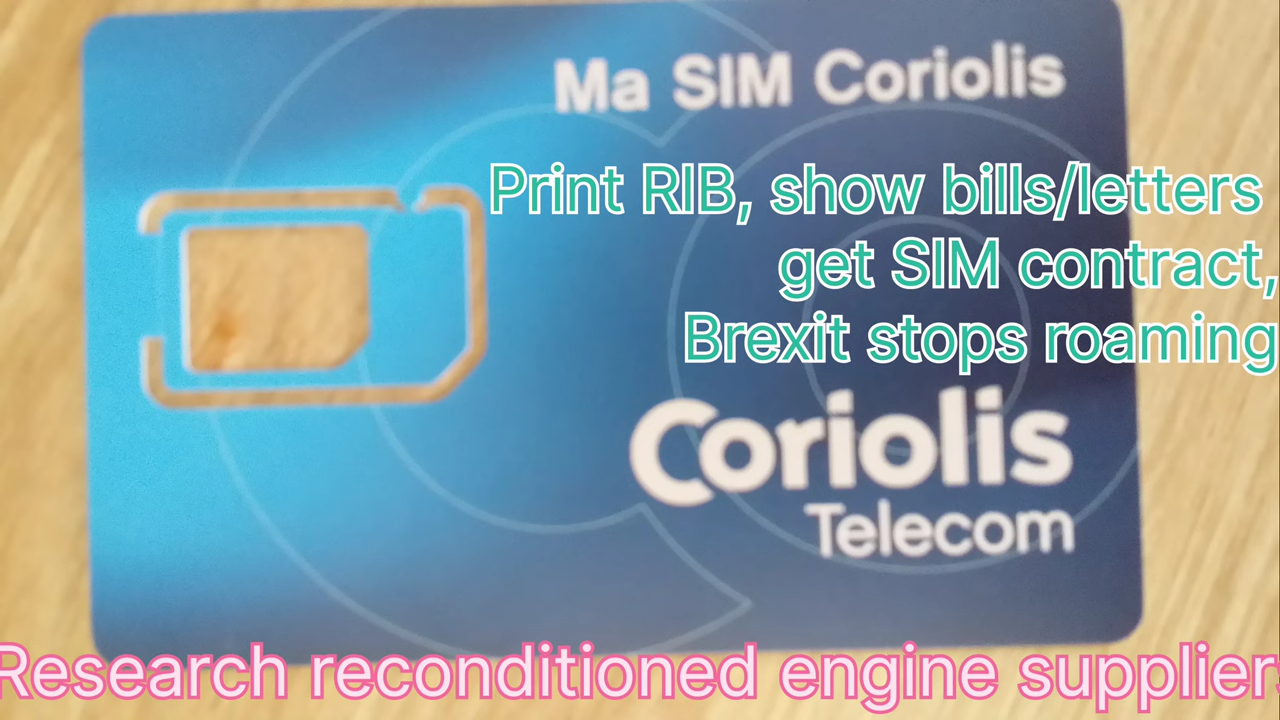 Ma SIM Coriolis
Print RIB, show bills/letters
get SIM contract,
Brexit stops roaming
Coriolis
Telecom
Research reconditioned engine suppliers